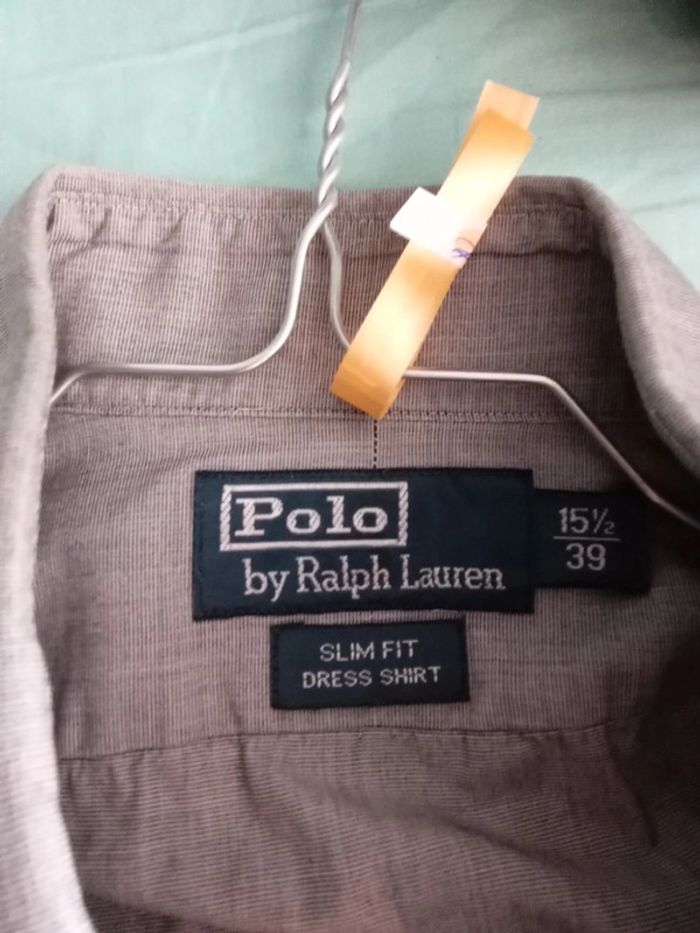 Polo
by Ralph Lauren
15½
39
SLIM FIT
DRESS SHIRT